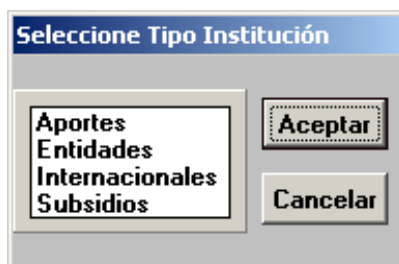 Seleccione Tipo Institución
Aportes
Entidades
Internacionales
Subsidios
Aceptar
Cancelar